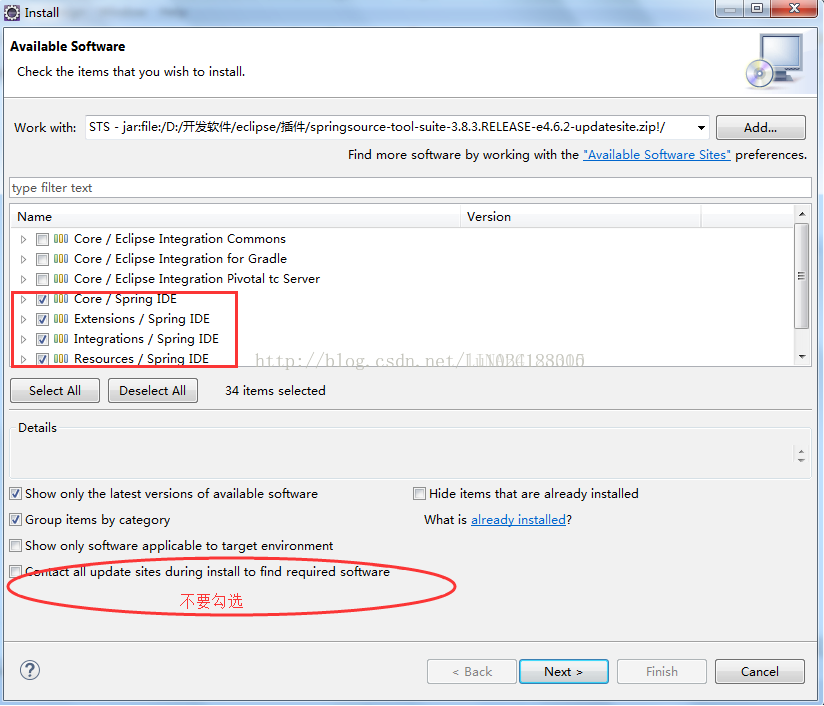 Install
Available Software
Check the items that you wish to install.
Work with: STS - jar:file:/D:/开发软件/eclipse/插件/springsource-tool-suite-3.8.3.RELEASE-e4.6.2-updatesite.zip!/ Add...
Find more software by working with the "Available Software Sites" preferences.
type filter text
Name Version
Core / Eclipse Integration Commons
Core / Eclipse Integration for Gradle
Core / Eclipse Integration Pivotal tc Server
Core / Spring IDE
Extensions / Spring IDE
Integrations / Spring IDE
Resources / Spring IDE
http://blog.csdn.net/
Select All Deselect All 34 items selected
Details
Show only the latest versions of available software Hide items that are already installed
Group items by category What is already installed?
Show only software applicable to target environment
Contact all update sites during install to find required software
不要勾选
< Back Next > Finish Cancel